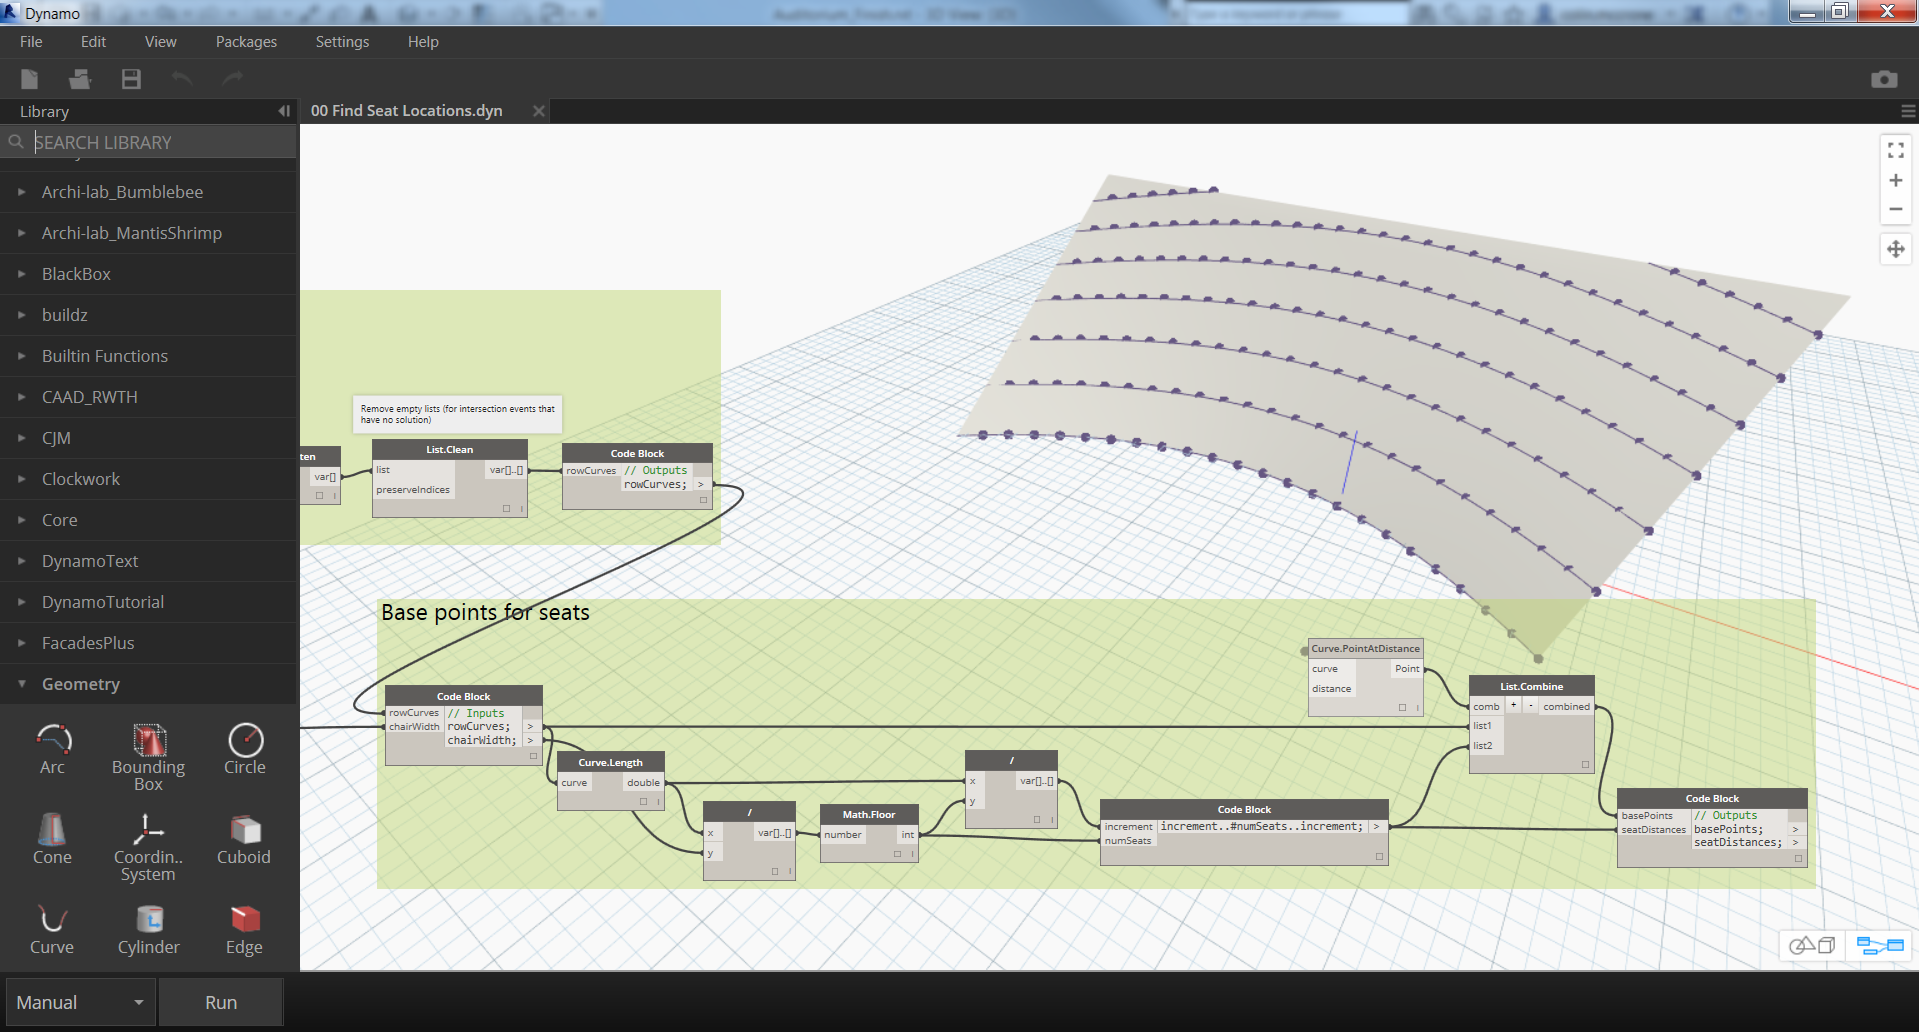 Dynamo
File Edit View Packages Settings Help
Library
00 Find Seat Locations.dyn
SEARCH LIBRARY
Archi-lab_Bumblebee
Archi-lab_MantisShrimp
BlackBox
buildz
Builtin Functions
CAAD_RWTH
CJM
Clockwork
Core
DynamoText
DynamoTutorial
FacadesPlus
Geometry
Arc
Bounding
Box
Circle
Cone
Coordin..
System
Cuboid
Curve
Cylinder
Edge
Manual
Run
Remove empty lists (for intersection events that
have no solution)
ten
var[]
List.Clean
list
var[]..[]
preserveIndices
Code Block
rowCurves
// Outputs
rowCurves;
>
Base points for seats
Code Block
rowCurves
chairWidth
// Inputs
rowCurves;
>
chairWidth;
>
Curve.Length
curve
double
/
x
var[]..[]
y
Math.Floor
number
int
/
x
var[]..[]
y
Code Block
increment
increment..#numSeats..increment;
>
numSeats
Curve.PointAtDistance
curve
Point
distance
List.Combine
comb
+
-
combined
list1
list2
Code Block
basePoints
seatDistances
// Outputs
basePoints;
>
seatDistances;
>